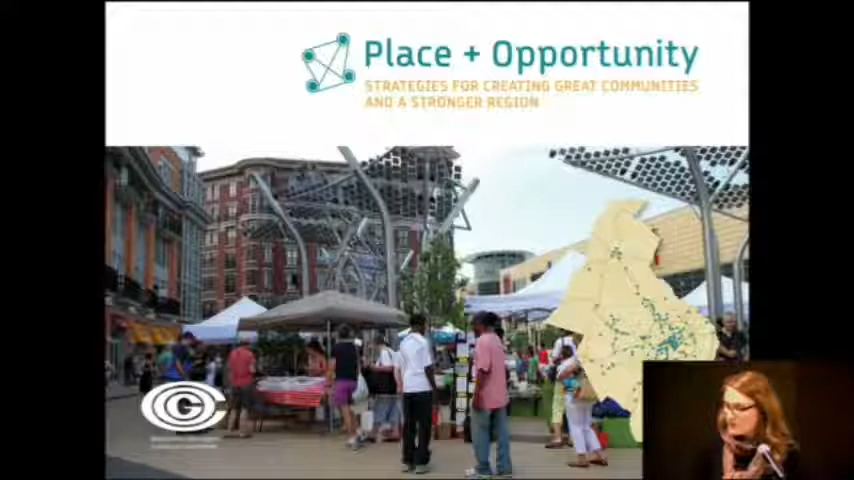 Place + Opportunity
STRATEGIES FOR CREATING GREAT COMMUNITIES
AND A STRONGER REGION